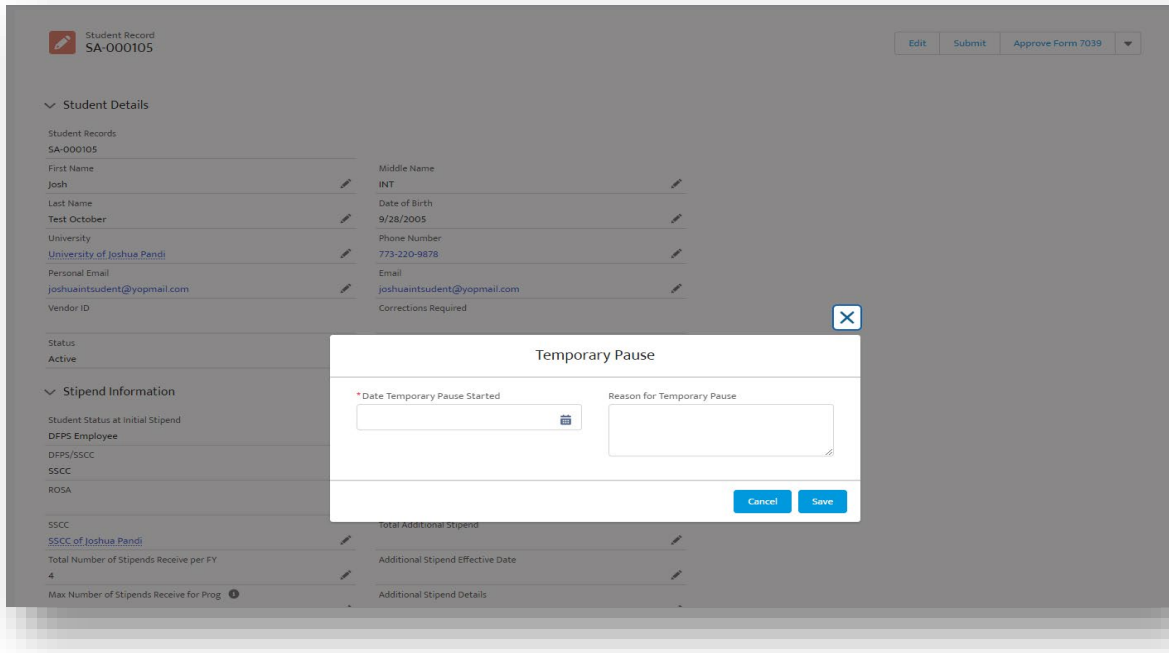 Student Record
SA-000105
Edit Submit Approve Form 7039
Student Details
Student Records
SA-000105
First Name Middle Name
Josh INT
Last Name Date of Birth
Test October 9/28/2005
University Phone Number
University of Joshua Pandi 773-220-9878
Personal Email Email
joshuaintsudent@yopmail.com joshuaintsudent@yopmail.com
Vendor ID Corrections Required
Status
Active
Temporary Pause
*Date Temporary Pause Started Reason for Temporary Pause
Cancel Save
Stipend Information
Student Status at Initial Stipend
DFPS Employee
DFPS/SSCC
SSCC
ROSA
SSCC Total Additional Stipend
SSCC of Joshua Pandi
Total Number of Stipends Receive per FY Additional Stipend Effective Date
4
Max Number of Stipends Receive for Prog Additional Stipend Details